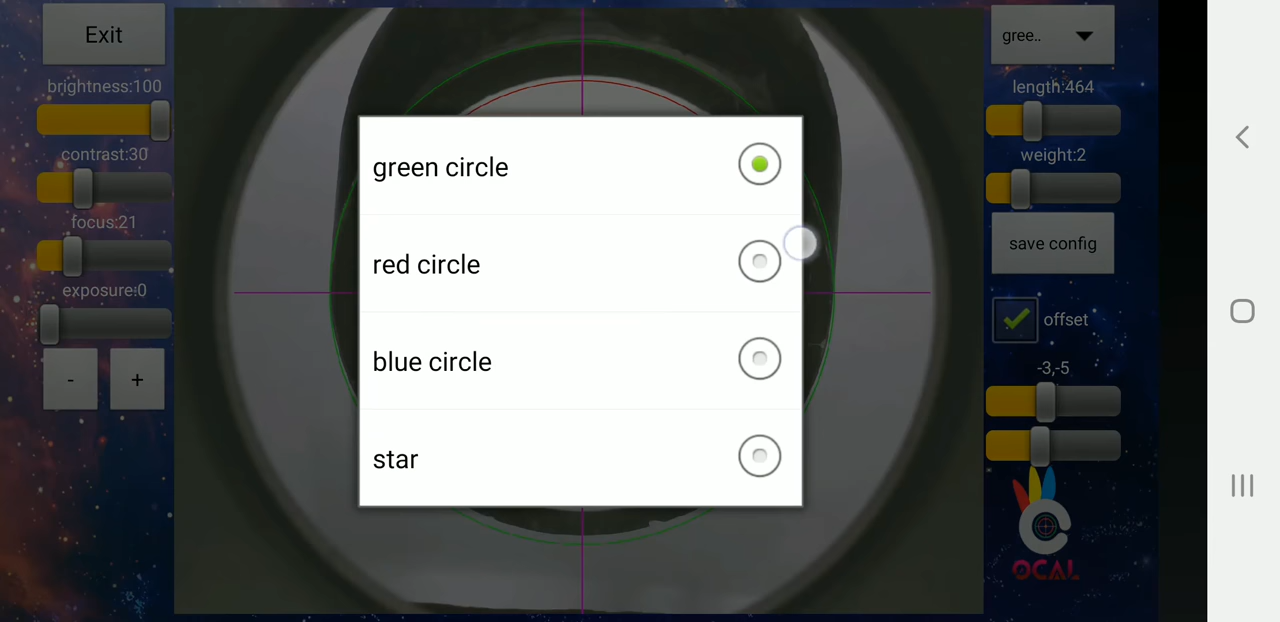 Exit
brightness:100
contrast:30
focus:21
exposure:0
-
+
green circle
red circle
blue circle
star
gree..
length:464
weight:2
save config
offset
-3,-5
OCAL